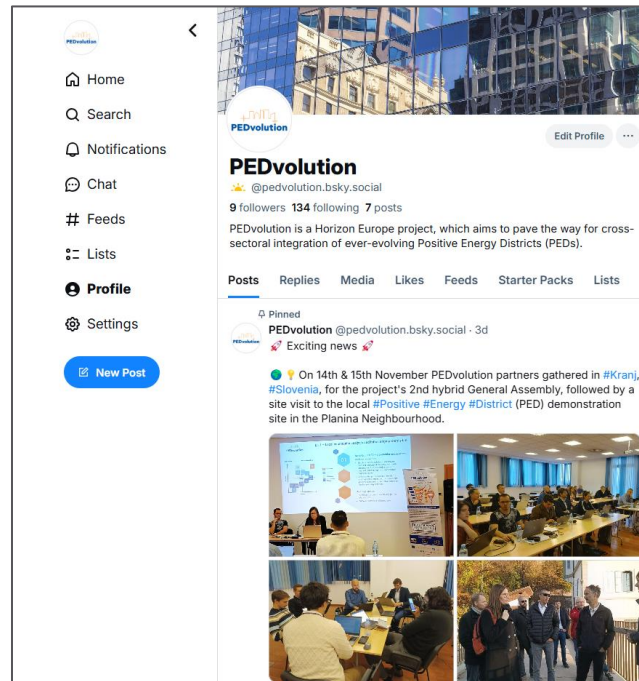 PEDvolution
Home
Search
Notifications
Chat
# Feeds
Lists
Profile
Settings
New Post
PEDvolution
Edit Profile
PEDvolution
@pedvolution.bsky.social
9 followers 134 following 7 posts
PEDvolution is a Horizon Europe project, which aims to pave the way for cross-
sectoral integration of ever-evolving Positive Energy Districts (PEDs).
Posts Replies Media Likes Feeds Starter Packs Lists
Pinned
PEDvolution @pedvolution.bsky.social · 3d
PEDvolution
🚀 Exciting news 🚀
🌍 💡 On 14th & 15th November PEDvolution partners gathered in #Kranj,
#Slovenia, for the project's 2nd hybrid General Assembly, followed by a
site visit to the local #Positive #Energy #District (PED) demonstration
site in the Planina Neighbourhood.